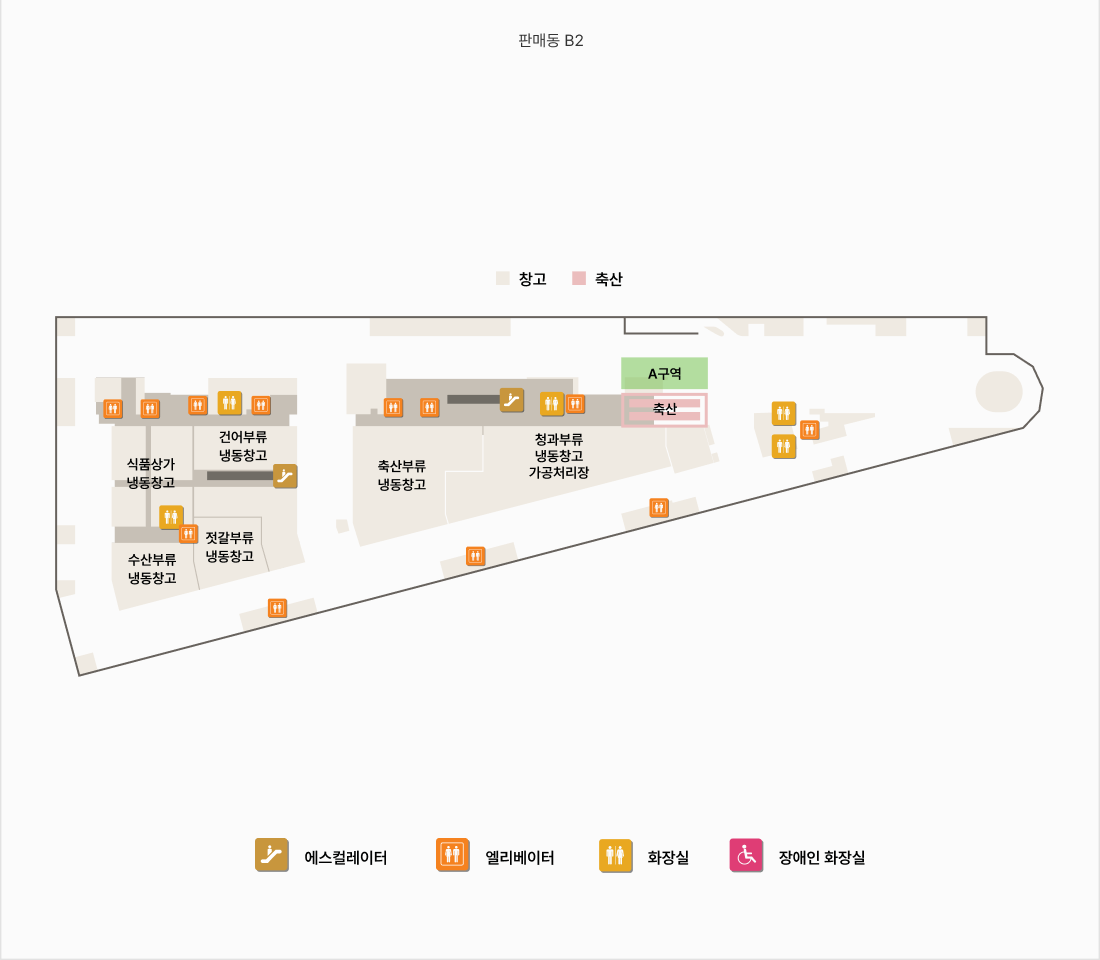 판매동 B2
창고
축산
A구역
축산
건어부류
냉동창고
식품상가
냉동창고
청과부류
냉동창고
가공처리장
축산부류
냉동창고
젓갈부류
냉동창고
수산부류
냉동창고
에스컬레이터
엘리베이터
화장실
장애인 화장실